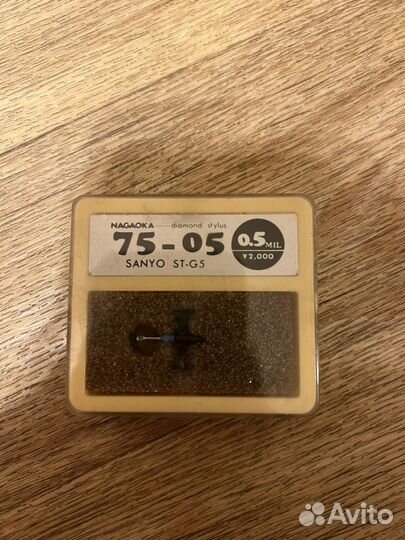 NAGAOKA diamond stylus
75-05
0.5 MIL
¥2,000
SANYO ST-G5
Avito